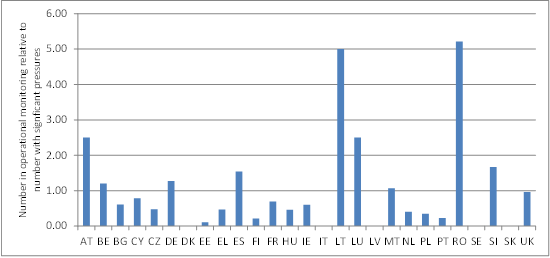 Number in operational monitoring relative to
number with signficant pressures
6.00
5.00
4.00
3.00
2.00
1.00
0.00
AT BE BG CY CZ DE DK EE EL ES FI FR HU IE IT LT LU LV MT NL PL PT RO SE SI SK UK